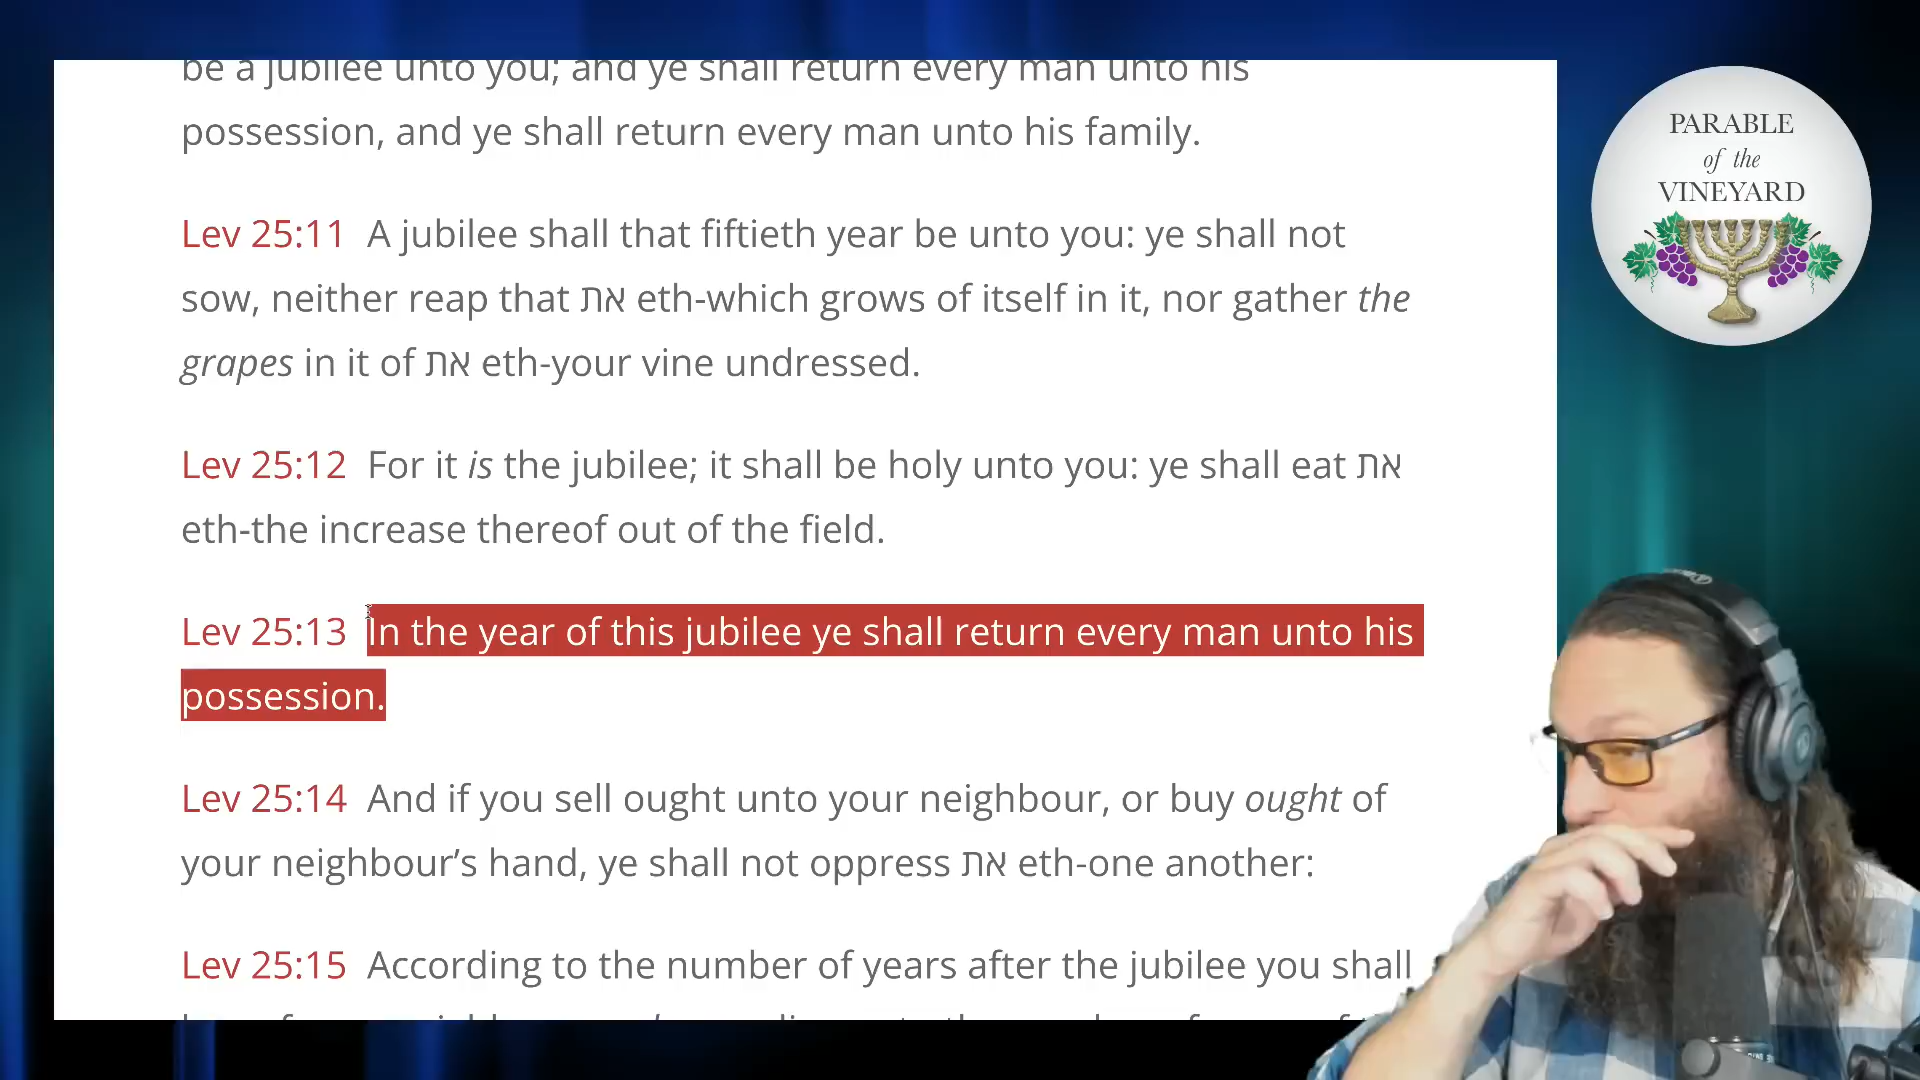 be a jubilee unto you; and ye shall return every man unto his
possession, and ye shall return every man unto his family.
Lev 25:11 A jubilee shall that fiftieth year be unto you: ye shall not
sow, neither reap that את eth-which grows of itself in it, nor gather the
grapes in it of את eth-your vine undressed.
Lev 25:12 For it is the jubilee; it shall be holy unto you: ye shall eat את
eth-the increase thereof out of the field.
Lev 25:13 In the year of this jubilee ye shall return every man unto his
possession.
Lev 25:14 And if you sell ought unto your neighbour, or buy ought of
your neighbour’s hand, ye shall not oppress את eth-one another:
Lev 25:15 According to the number of years after the jubilee you shall
PARABLE
of the
VINEYARD